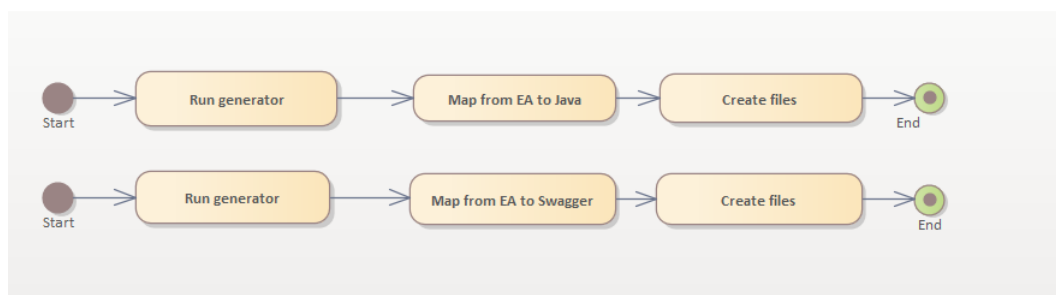 Run generator
Map from EA to Java
Create files
Start
End
Run generator
Map from EA to Swagger
Create files
Start
End